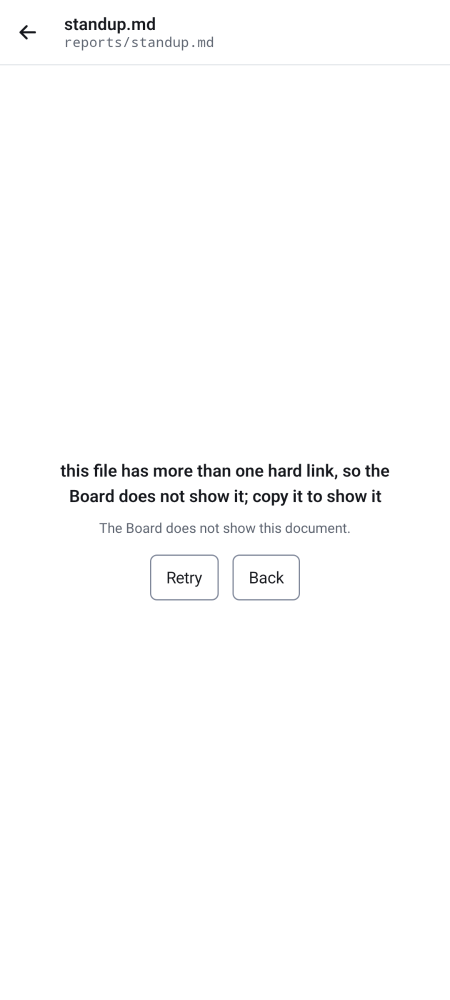 standup.md
reports/standup.md
this file has more than one hard link, so the
Board does not show it; copy it to show it
The Board does not show this document.
Retry
Back